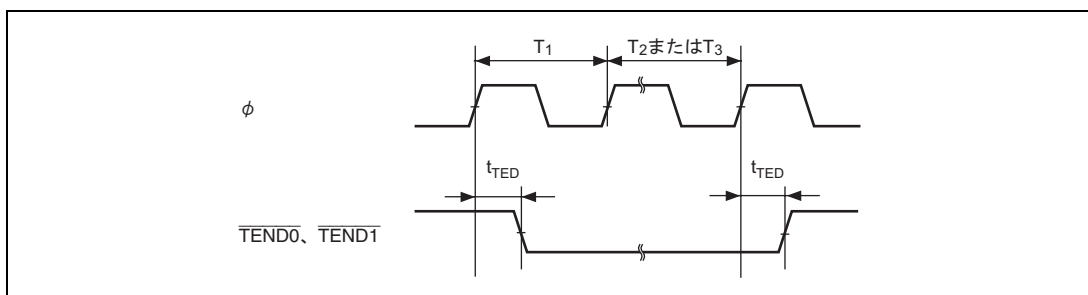 T1 T2またはT3
φ
tTED tTED
TEND0、TEND1